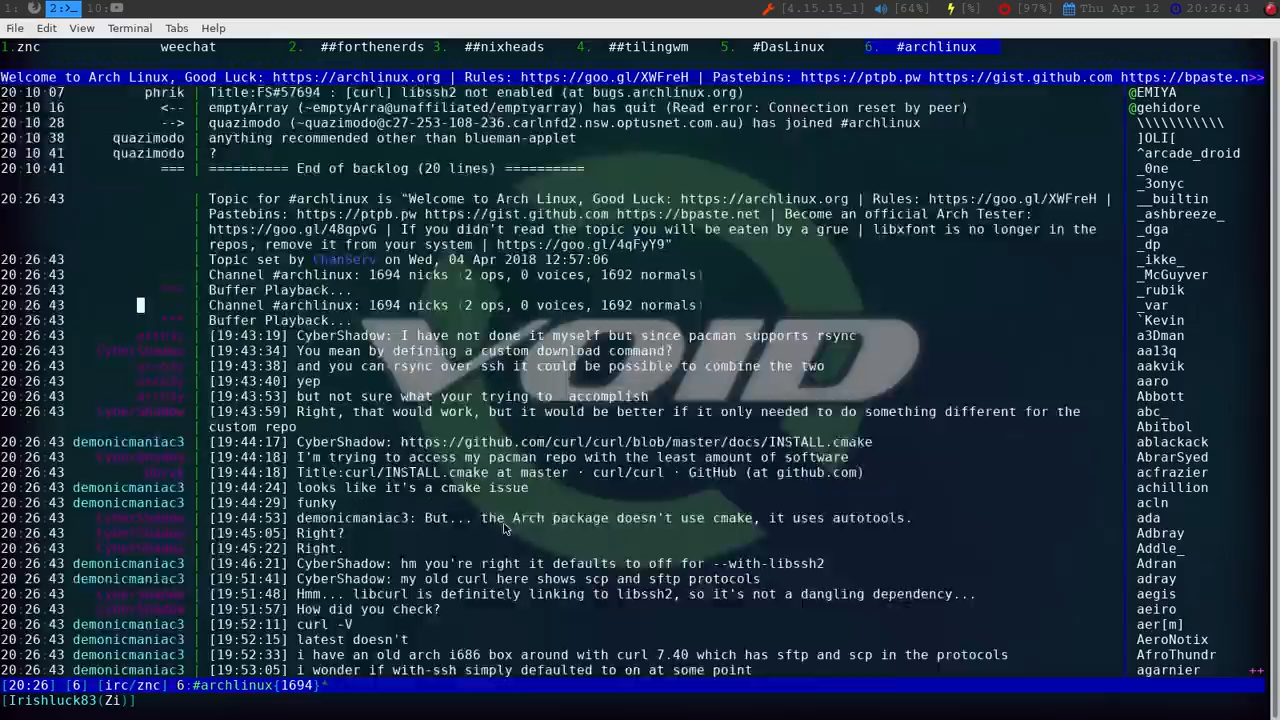 1: 2:>_ 10: [4.15.15_1] [64%] [%] [97%] Thu Apr 12 20:26:43
File Edit View Terminal Tabs Help
1.znc weechat 2. ##forthenerds 3. ##nixheads 4. ##tilingwm 5. #DasLinux 6. #archlinux
Welcome to Arch Linux, Good Luck: https://archlinux.org | Rules: https://goo.gl/XWFreH | Pastebins: https://ptpb.pw https://gist.github.com https://bpaste.n>>
20:10:07 phrik | Title:FS#57694 : [curl] libssh2 not enabled (at bugs.archlinux.org) @EMIYA
20:10:16 <-- | emptyArray (~emptyArra@unaffiliated/emptyarray) has quit (Read error: Connection reset by peer) @gehidore
20:10:28 --> | quazimodo (~quazimodo@c27-253-108-236.carlnfd2.nsw.optusnet.com.au) has joined #archlinux \\\\\\\\\\\
20:10:38 quazimodo | anything recommended other than blueman-applet ]OLI[
20:10:41 quazimodo | ? ^arcade_droid
20:10:41 === | ========== End of backlog (20 lines) ========== _0ne
_3onyc
20:26:43 | Topic for #archlinux is "Welcome to Arch Linux, Good Luck: https://archlinux.org | Rules: https://goo.gl/XWFreH | __builtin
| Pastebins: https://ptpb.pw https://gist.github.com https://bpaste.net | Become an official Arch Tester: _ashbreeze_
| https://goo.gl/48qpvG | If you didn't read the topic you will be eaten by a grue | libxfont is no longer in the _dga
| repos, remove it from your system | https://goo.gl/4qFyY9" _dp
20:26:43 | Topic set by ChanServ on Wed, 04 Apr 2018 12:57:06 _ikke_
20:26:43 | Channel #archlinux: 1694 nicks (2 ops, 0 voices, 1692 normals) _McGuyver
20:26:43 *** | Buffer Playback... _rubik
20:26:43 | Channel #archlinux: 1694 nicks (2 ops, 0 voices, 1692 normals) _var
20:26:43 *** | Buffer Playback... `Kevin
20:26:43 | [19:43:19] CyberShadow: I have not done it myself but since pacman supports rsync a3Dman
20:26:43 CyberShadow | [19:43:34] You mean by defining a custom download command? aa13q
20:26:43 | [19:43:38] and you can rsync over ssh it could be possible to combine the two aakvik
20:26:43 | [19:43:40] yep aaro
20:26:43 | [19:43:53] but not sure what your trying to accomplish Abbott
20:26:43 CyberShadow | [19:43:59] Right, that would work, but it would be better if it only needed to do something different for the abc_
| custom repo Abitbol
20:26:43 demonicmaniac3 | [19:44:17] CyberShadow: https://github.com/curl/curl/blob/master/docs/INSTALL.cmake ablackack
20:26:43 CyberShadow | [19:44:18] I'm trying to access my pacman repo with the least amount of software AbrarSyed
20:26:43 phrik | [19:44:18] Title:curl/INSTALL.cmake at master · curl/curl · GitHub (at github.com) acfrazier
20:26:43 demonicmaniac3 | [19:44:24] looks like it's a cmake issue achillion
20:26:43 demonicmaniac3 | [19:44:29] funky acln
20:26:43 CyberShadow | [19:44:53] demonicmaniac3: But... the Arch package doesn't use cmake, it uses autotools. ada
20:26:43 CyberShadow | [19:45:05] Right? Adbray
20:26:43 CyberShadow | [19:45:22] Right. Addle_
20:26:43 demonicmaniac3 | [19:46:21] CyberShadow: hm you're right it defaults to off for --with-libssh2 Adran
20:26:43 demonicmaniac3 | [19:51:41] CyberShadow: my old curl here shows scp and sftp protocols adray
20:26:43 CyberShadow | [19:51:48] Hmm... libcurl is definitely linking to libssh2, so it's not a dangling dependency... aegis
20:26:43 CyberShadow | [19:51:57] How did you check? aeiro
20:26:43 demonicmaniac3 | [19:52:11] curl -V aer[m]
20:26:43 demonicmaniac3 | [19:52:15] latest doesn't AeroNotix
20:26:43 demonicmaniac3 | [19:52:33] i have an old arch i686 box around with curl 7.40 which has sftp and scp in the protocols AfroThundr
20:26:43 demonicmaniac3 | [19:53:05] i wonder if with-ssh simply defaulted to on at some point agarnier ++
[20:26] [6] [irc/znc] 6:#archlinux{1694}*
[Irishluck83(Zi)]
VOID